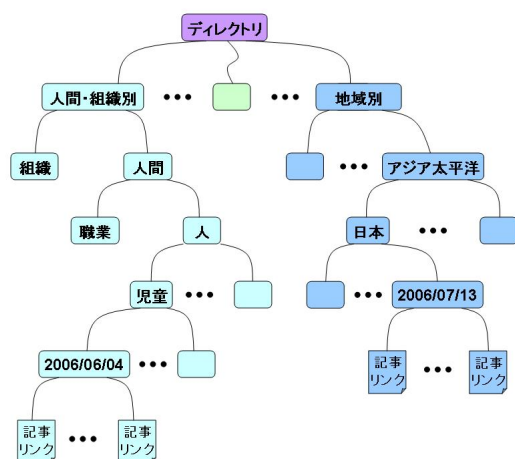 ディレクトリ
人間・組織別
•••
•••
地域別
組織
人間
•••
アジア太平洋
職業
人
日本
•••
児童
•••
•••
2006/07/13
2006/06/04
•••
記事
リンク
•••
記事
リンク
記事
リンク
•••
記事
リンク